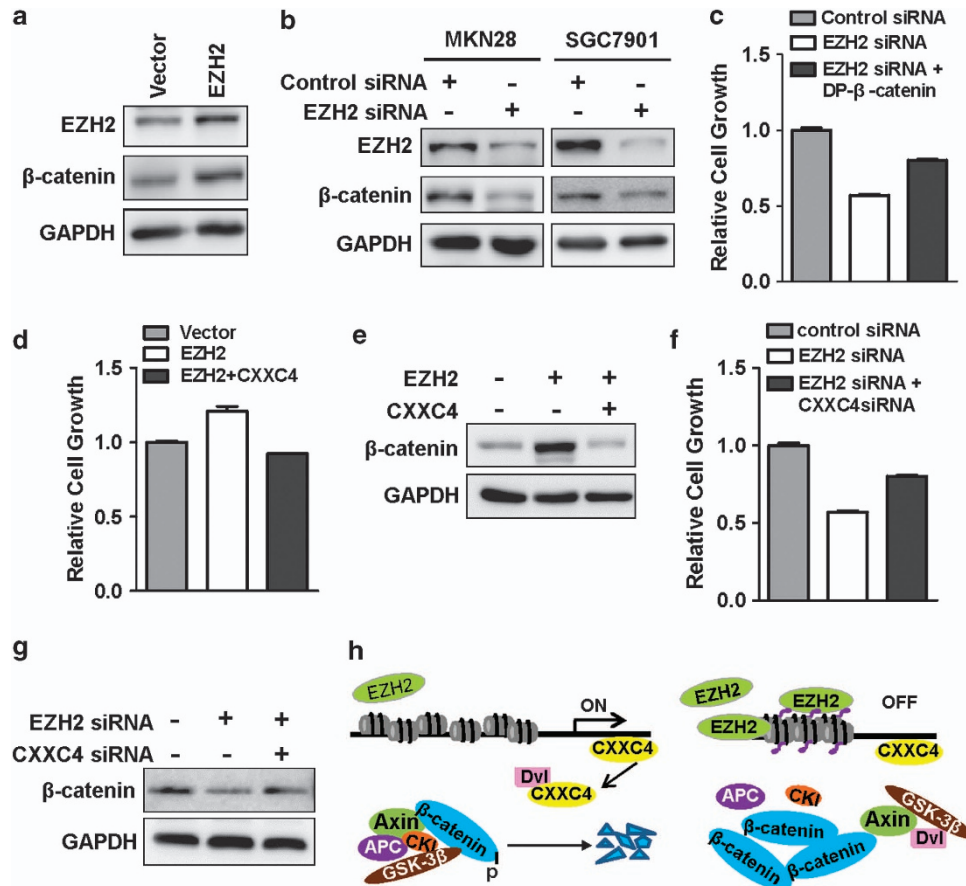 a
Vector
EZH2
EZH2
β-catenin
GAPDH
b
MKN28
SGC7901
Control siRNA + - + -
EZH2 siRNA - + - +
EZH2
β-catenin
GAPDH
c
Control siRNA
EZH2 siRNA
EZH2 siRNA +
DP-β-catenin
Relative Cell Growth
1.5
1.0
0.5
0.0
d
Vector
EZH2
EZH2+CXXC4
Relative Cell Growth
1.5
1.0
0.5
0.0
e
EZH2 - + +
CXXC4 - - +
β-catenin
GAPDH
f
control siRNA
EZH2 siRNA
EZH2 siRNA +
CXXC4siRNA
Relative Cell Growth
1.5
1.0
0.5
0.0
g
EZH2 siRNA - + +
CXXC4 siRNA - - +
β-catenin
GAPDH
h
EZH2
ON
CXXC4
Dvl
CXXC4
Axin
β-catenin
APC
CKI
GSK-3β
p
EZH2
EZH2
EZH2
OFF
CXXC4
APC
CKI
GSK-3β
Axin
Dvl
β-catenin
β-catenin
β-catenin